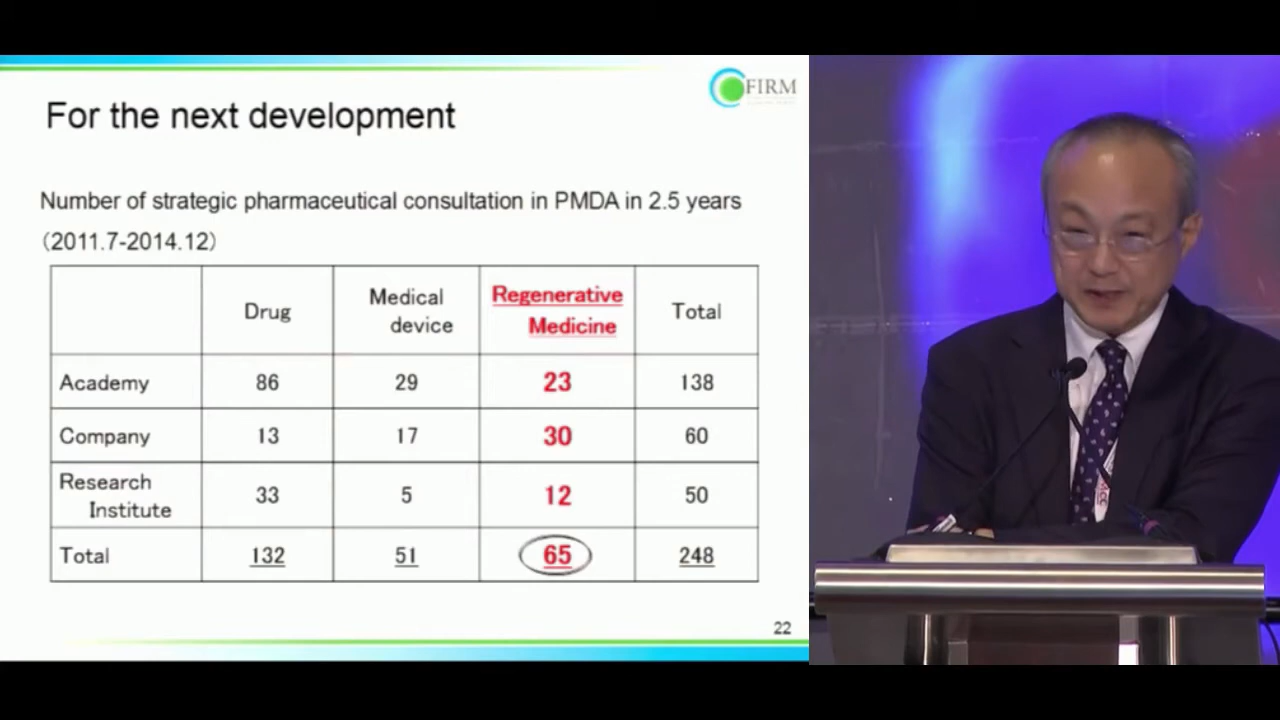 FIRM
For the next development
Number of strategic pharmaceutical consultation in PMDA in 2.5 years
(2011.7-2014.12)
Drug Medical device Regenerative Medicine Total
Academy 86 29 23 138
Company 13 17 30 60
Research Institute 33 5 12 50
Total 132 51 65 248
22